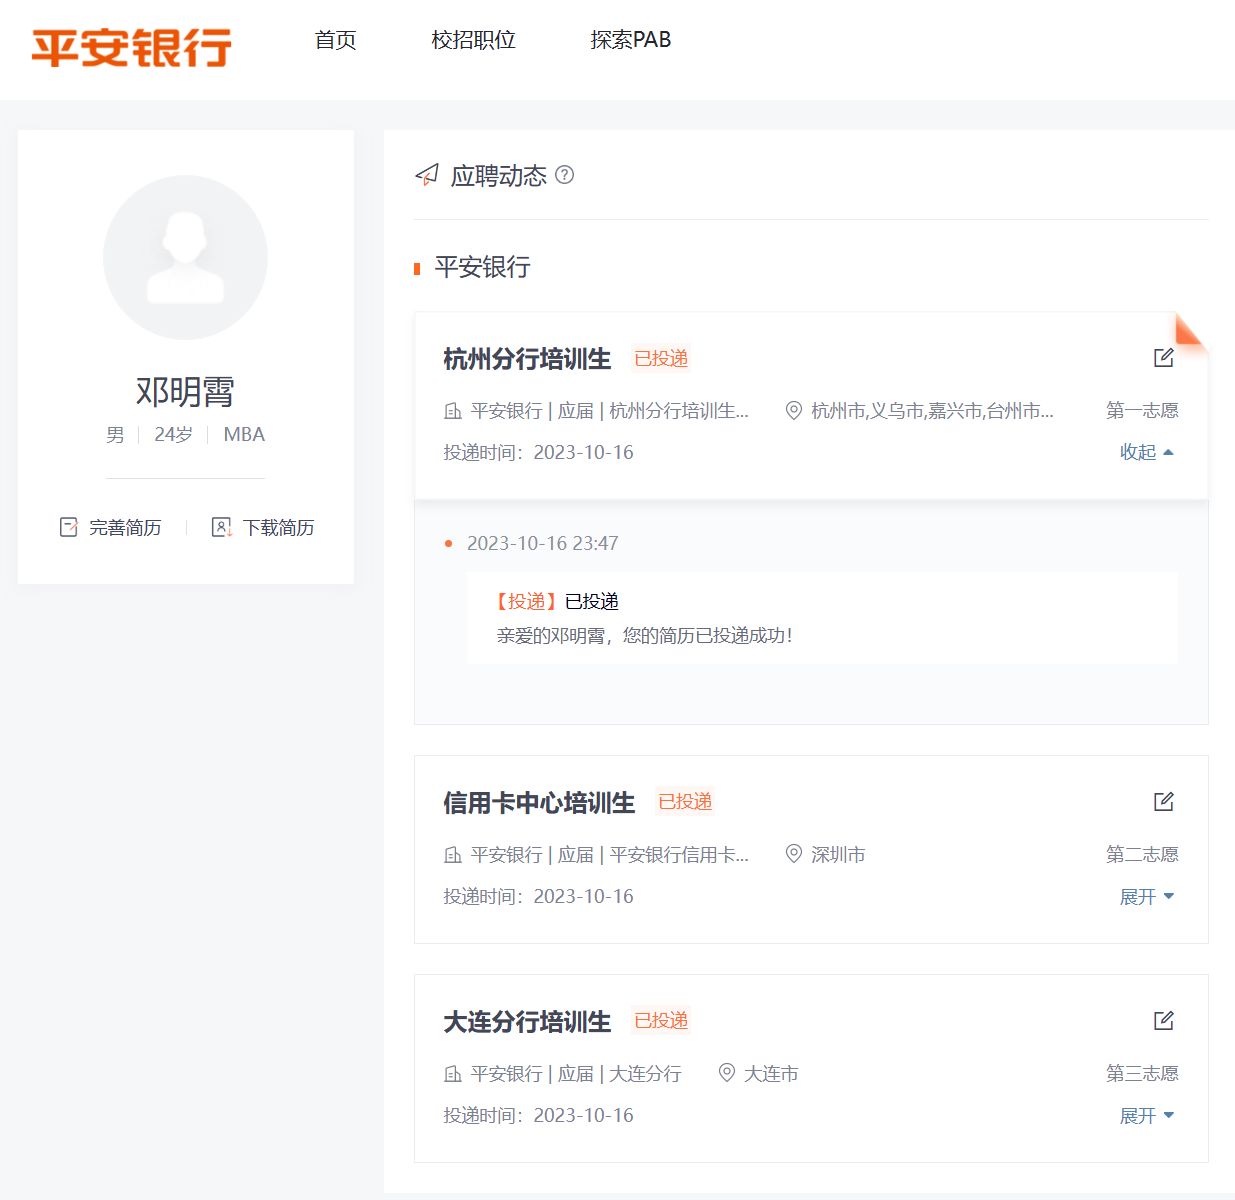 平安银行
首页 校招职位 探索PAB
邓明霄
男 24岁 MBA
完善简历 下载简历
应聘动态 ?
平安银行
杭州分行培训生 已投递
平安银行 | 应届 | 杭州分行培训生... 杭州市,义乌市,嘉兴市,台州市... 第一志愿
投递时间：2023-10-16 收起
2023-10-16 23:47
【投递】已投递
亲爱的邓明霄，您的简历已投递成功！
信用卡中心培训生 已投递
平安银行 | 应届 | 平安银行信用卡... 深圳市 第二志愿
投递时间：2023-10-16 展开
大连分行培训生 已投递
平安银行 | 应届 | 大连分行 大连市 第三志愿
投递时间：2023-10-16 展开